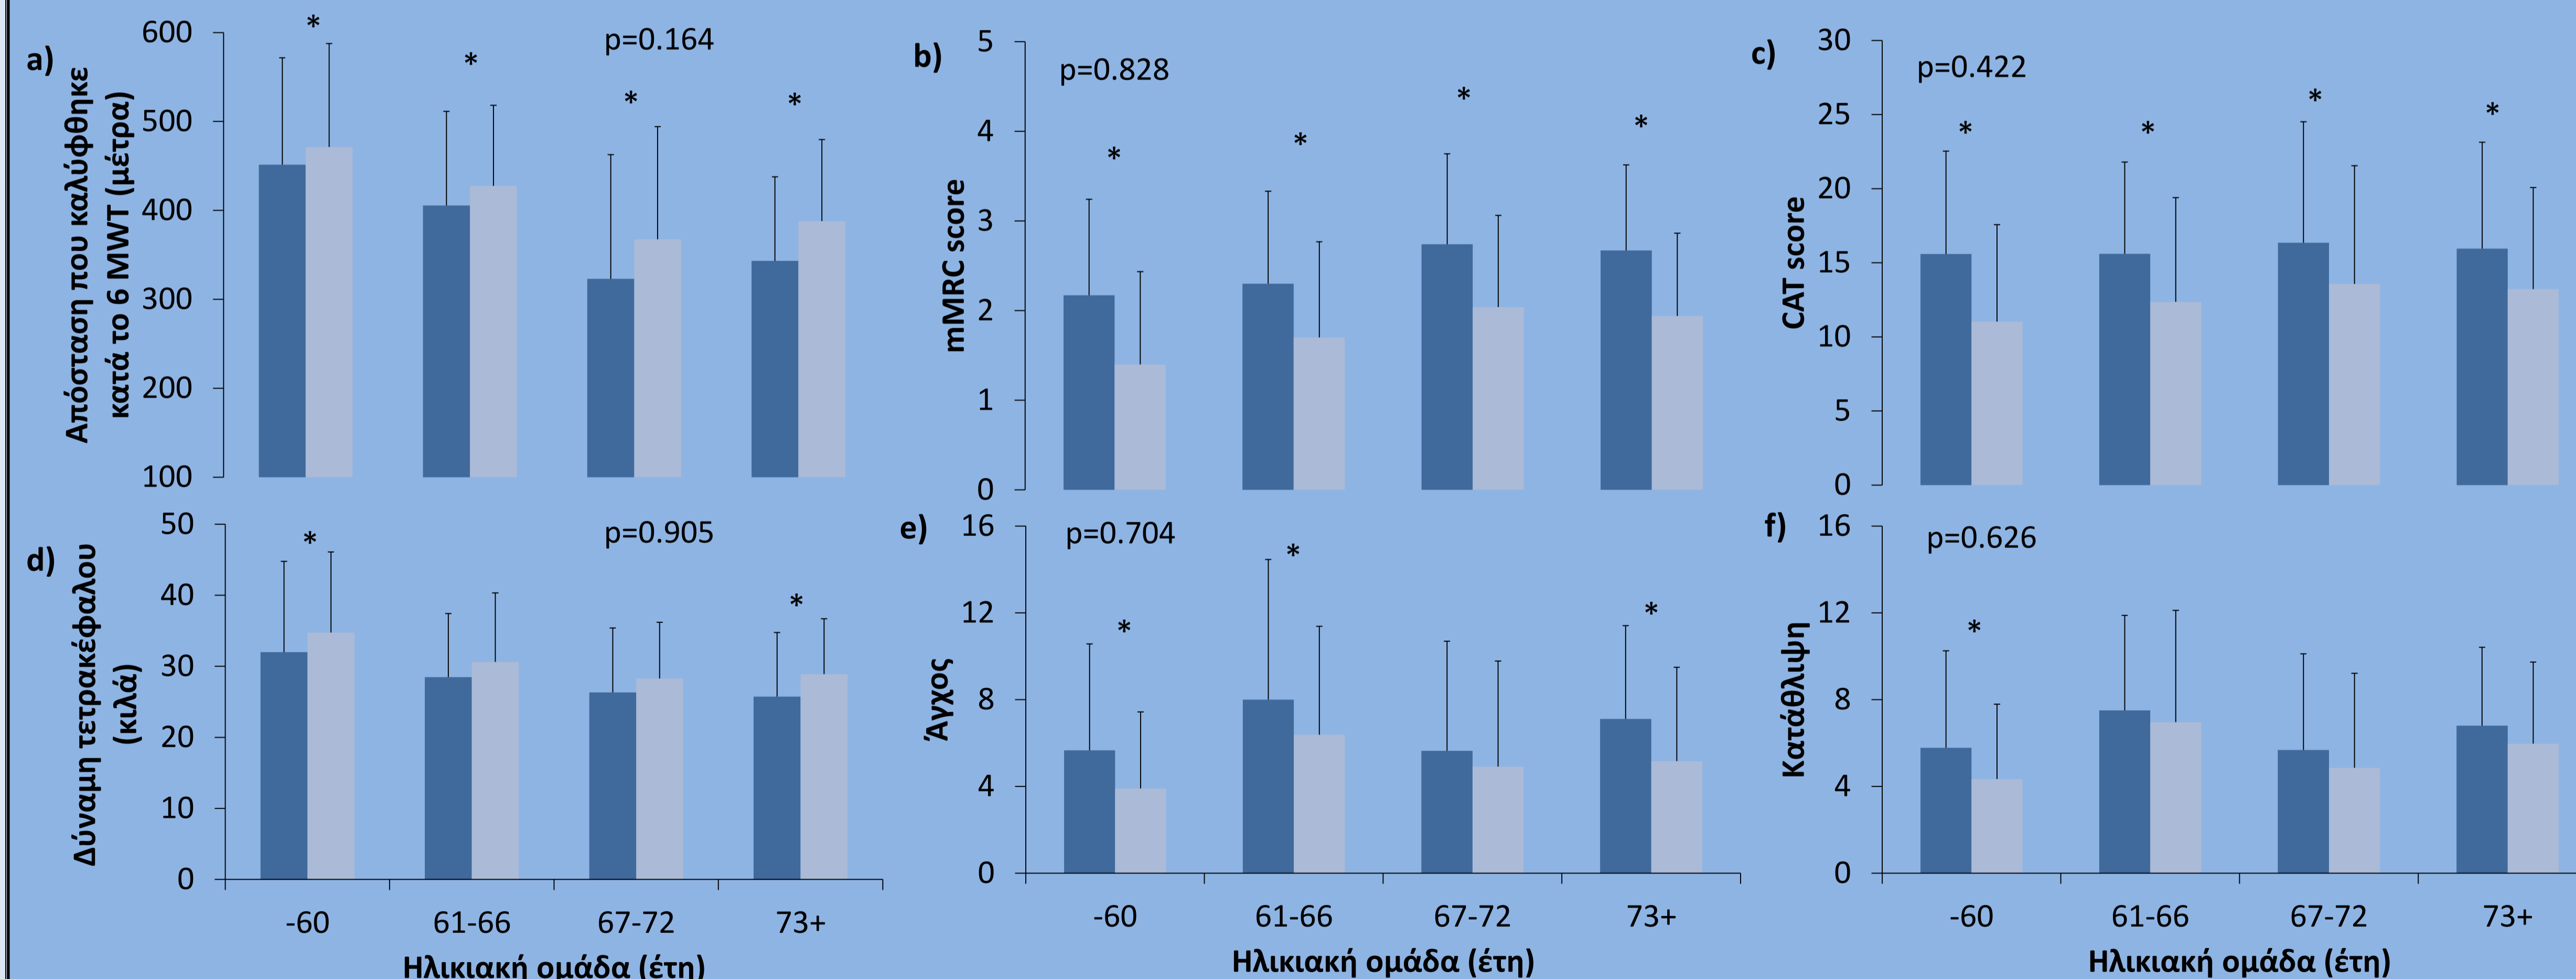 a)
Απόσταση που καλύφθηκε
κατά το 6 MWT (μέτρα)
600
500
400
300
200
100
p=0.164
*
*
*
*
b)
mMRC score
5
4
3
2
1
0
p=0.828
*
*
*
*
c)
CAT score
30
25
20
15
10
5
0
p=0.422
*
*
*
*
d)
Δύναμη τετρακέφαλου
(κιλά)
50
40
30
20
10
0
p=0.905
*
*
-60 61-66 67-72 73+
Ηλικιακή ομάδα (έτη)
e)
Άγχος
16
12
8
4
0
p=0.704
*
*
*
-60 61-66 67-72 73+
Ηλικιακή ομάδα (έτη)
f)
Κατάθλιψη
16
12
8
4
0
p=0.626
*
-60 61-66 67-72 73+
Ηλικιακή ομάδα (έτη)